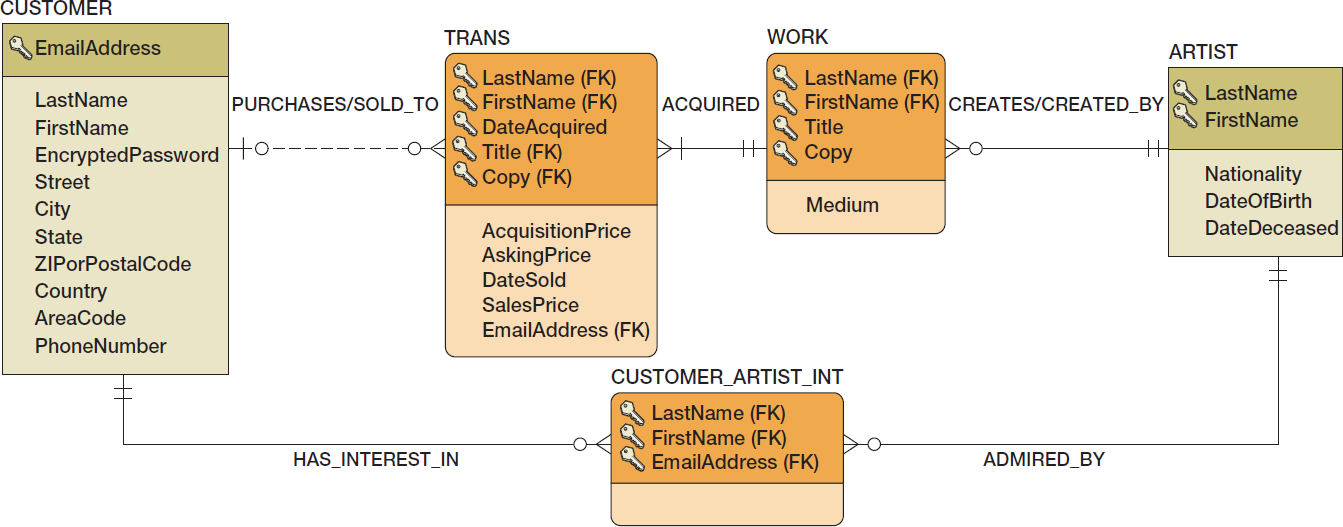 CUSTOMER
EmailAddress
LastName
FirstName
EncryptedPassword
Street
City
State
ZIPorPostalCode
Country
AreaCode
PhoneNumber
PURCHASES/SOLD_TO
TRANS
LastName (FK)
FirstName (FK)
DateAcquired
Title (FK)
Copy (FK)
AcquisitionPrice
AskingPrice
DateSold
SalesPrice
EmailAddress (FK)
ACQUIRED
WORK
LastName (FK)
FirstName (FK)
Title
Copy
Medium
CREATES/CREATED_BY
ARTIST
LastName
FirstName
Nationality
DateOfBirth
DateDeceased
HAS_INTEREST_IN
CUSTOMER_ARTIST_INT
LastName (FK)
FirstName (FK)
EmailAddress (FK)
ADMIRED_BY